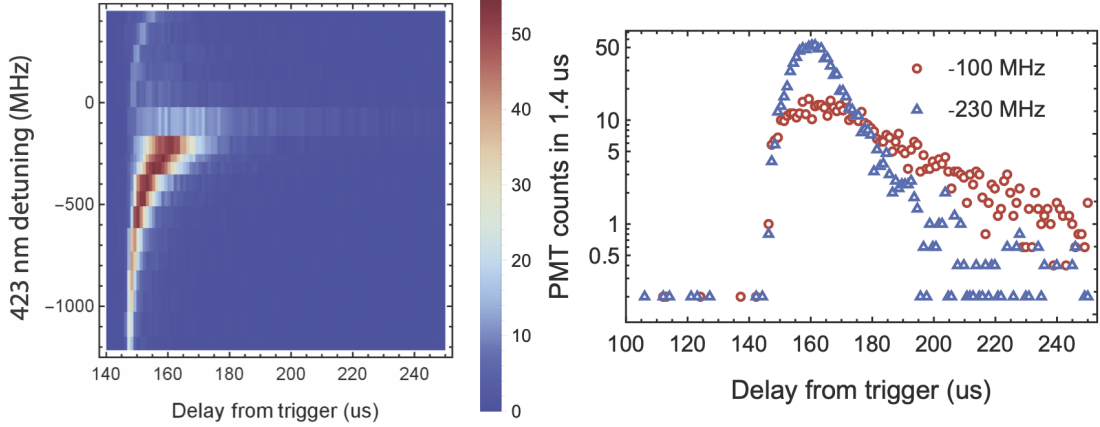 423 nm detuning (MHz)
0
−500
−1000
140 160 180 200 220 240
Delay from trigger (us)
50
40
30
20
10
0
PMT counts in 1.4 us
50
10
5
1
0.5
-100 MHz
-230 MHz
100 120 140 160 180 200 220 240
Delay from trigger (us)